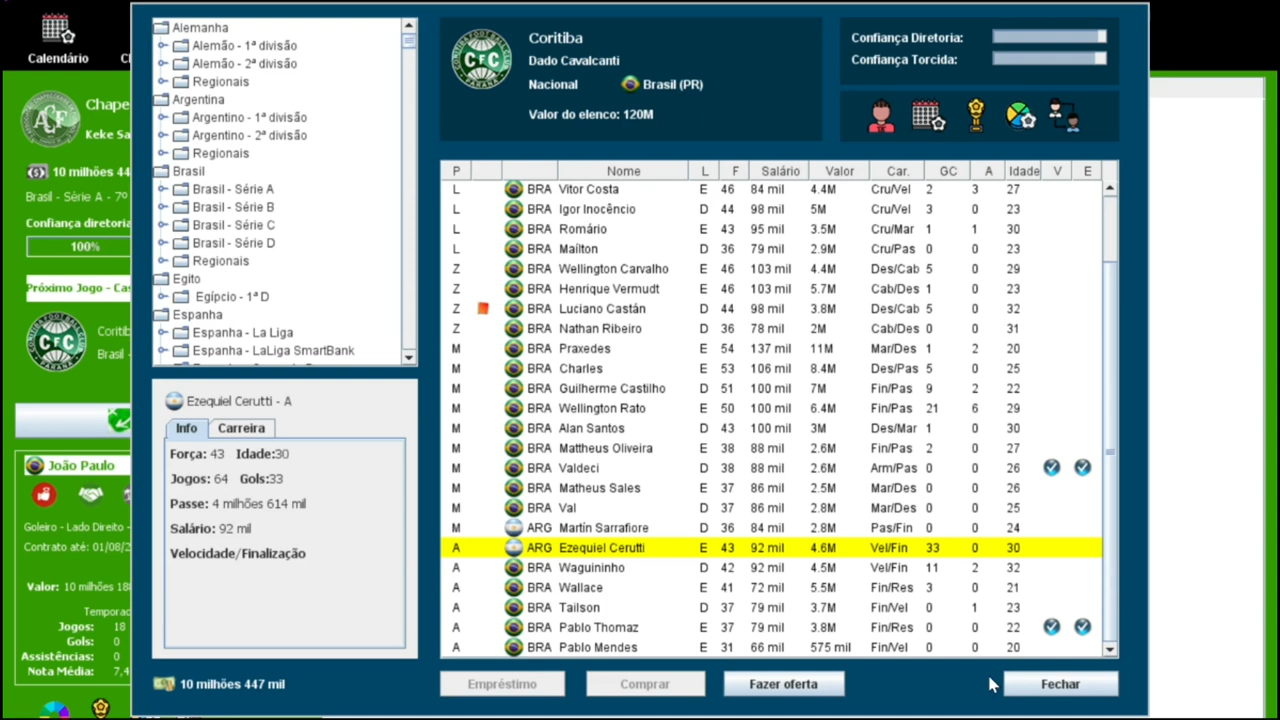 Calendário
Chape
Keke Sa
10 milhões 44
Brasil - Série A - 7º
Confiança diretoria
100%
Próximo Jogo - Cas
Coritib
Brasil -
João Paulo
Goleiro - Lado Direito -
Contrato até: 01/08/2
Valor: 10 milhões 188
Temporad
Jogos: 18
Gols: 0
Assistências: 0
Nota Média: 7,4
Alemanha
Alemão - 1ª divisão
Alemão - 2ª divisão
Regionais
Argentina
Argentino - 1ª divisão
Argentino - 2ª divisão
Regionais
Brasil
Brasil - Série A
Brasil - Série B
Brasil - Série C
Brasil - Série D
Regionais
Egito
Egípcio - 1ª D
Espanha
Espanha - La Liga
Espanha - LaLiga SmartBank
Ezequiel Cerutti - A
Info Carreira
Força: 43 Idade:30
Jogos: 64 Gols:33
Passe: 4 milhões 614 mil
Salário: 92 mil
Velocidade/Finalização
10 milhões 447 mil
Coritiba
Dado Cavalcanti
Nacional Brasil (PR)
Valor do elenco: 120M
Confiança Diretoria:
Confiança Torcida:
P Nome L F Salário Valor Car. GC A Idade V E
L BRA Vitor Costa E 46 84 mil 4.4M Cru/Vel 2 3 27
L BRA Igor Inocêncio D 44 98 mil 5M Cru/Vel 3 0 23
L BRA Romário E 43 95 mil 3.5M Cru/Mar 1 1 30
L BRA Maílton D 36 79 mil 2.9M Cru/Pas 0 0 23
Z BRA Wellington Carvalho E 46 103 mil 4.4M Des/Cab 5 0 29
Z BRA Henrique Vermudt E 46 103 mil 5.7M Cab/Des 1 0 23
Z BRA Luciano Castán D 44 98 mil 3.8M Des/Cab 5 0 32
Z BRA Nathan Ribeiro D 36 78 mil 2M Cab/Des 0 0 31
M BRA Praxedes E 54 137 mil 11M Mar/Des 1 2 20
M BRA Charles E 53 106 mil 8.4M Des/Pas 5 0 25
M BRA Guilherme Castilho D 51 100 mil 7M Fin/Pas 9 2 22
M BRA Wellington Rato E 50 100 mil 6.4M Fin/Pas 21 6 29
M BRA Alan Santos D 43 100 mil 3M Des/Mar 1 0 30
M BRA Mattheus Oliveira E 38 88 mil 2.6M Fin/Pas 2 0 27
M BRA Valdeci D 38 88 mil 2.6M Arm/Pas 0 0 26
M BRA Matheus Sales E 37 86 mil 2.5M Mar/Des 0 0 26
M BRA Val D 37 86 mil 2.8M Mar/Des 0 0 25
M ARG Martín Sarrafiore D 36 84 mil 2.8M Pas/Fin 0 0 24
A ARG Ezequiel Cerutti E 43 92 mil 4.6M Vel/Fin 33 0 30
A BRA Waguininho D 42 92 mil 4.5M Vel/Fin 11 2 32
A BRA Wallace E 41 72 mil 5.5M Fin/Res 3 0 21
A BRA Tailson D 37 79 mil 3.7M Fin/Vel 0 1 23
A BRA Pablo Thomaz E 37 79 mil 3.8M Fin/Res 0 0 22
A BRA Pablo Mendes E 31 66 mil 575 mil Fin/Vel 0 0 20
Empréstimo Comprar Fazer oferta Fechar